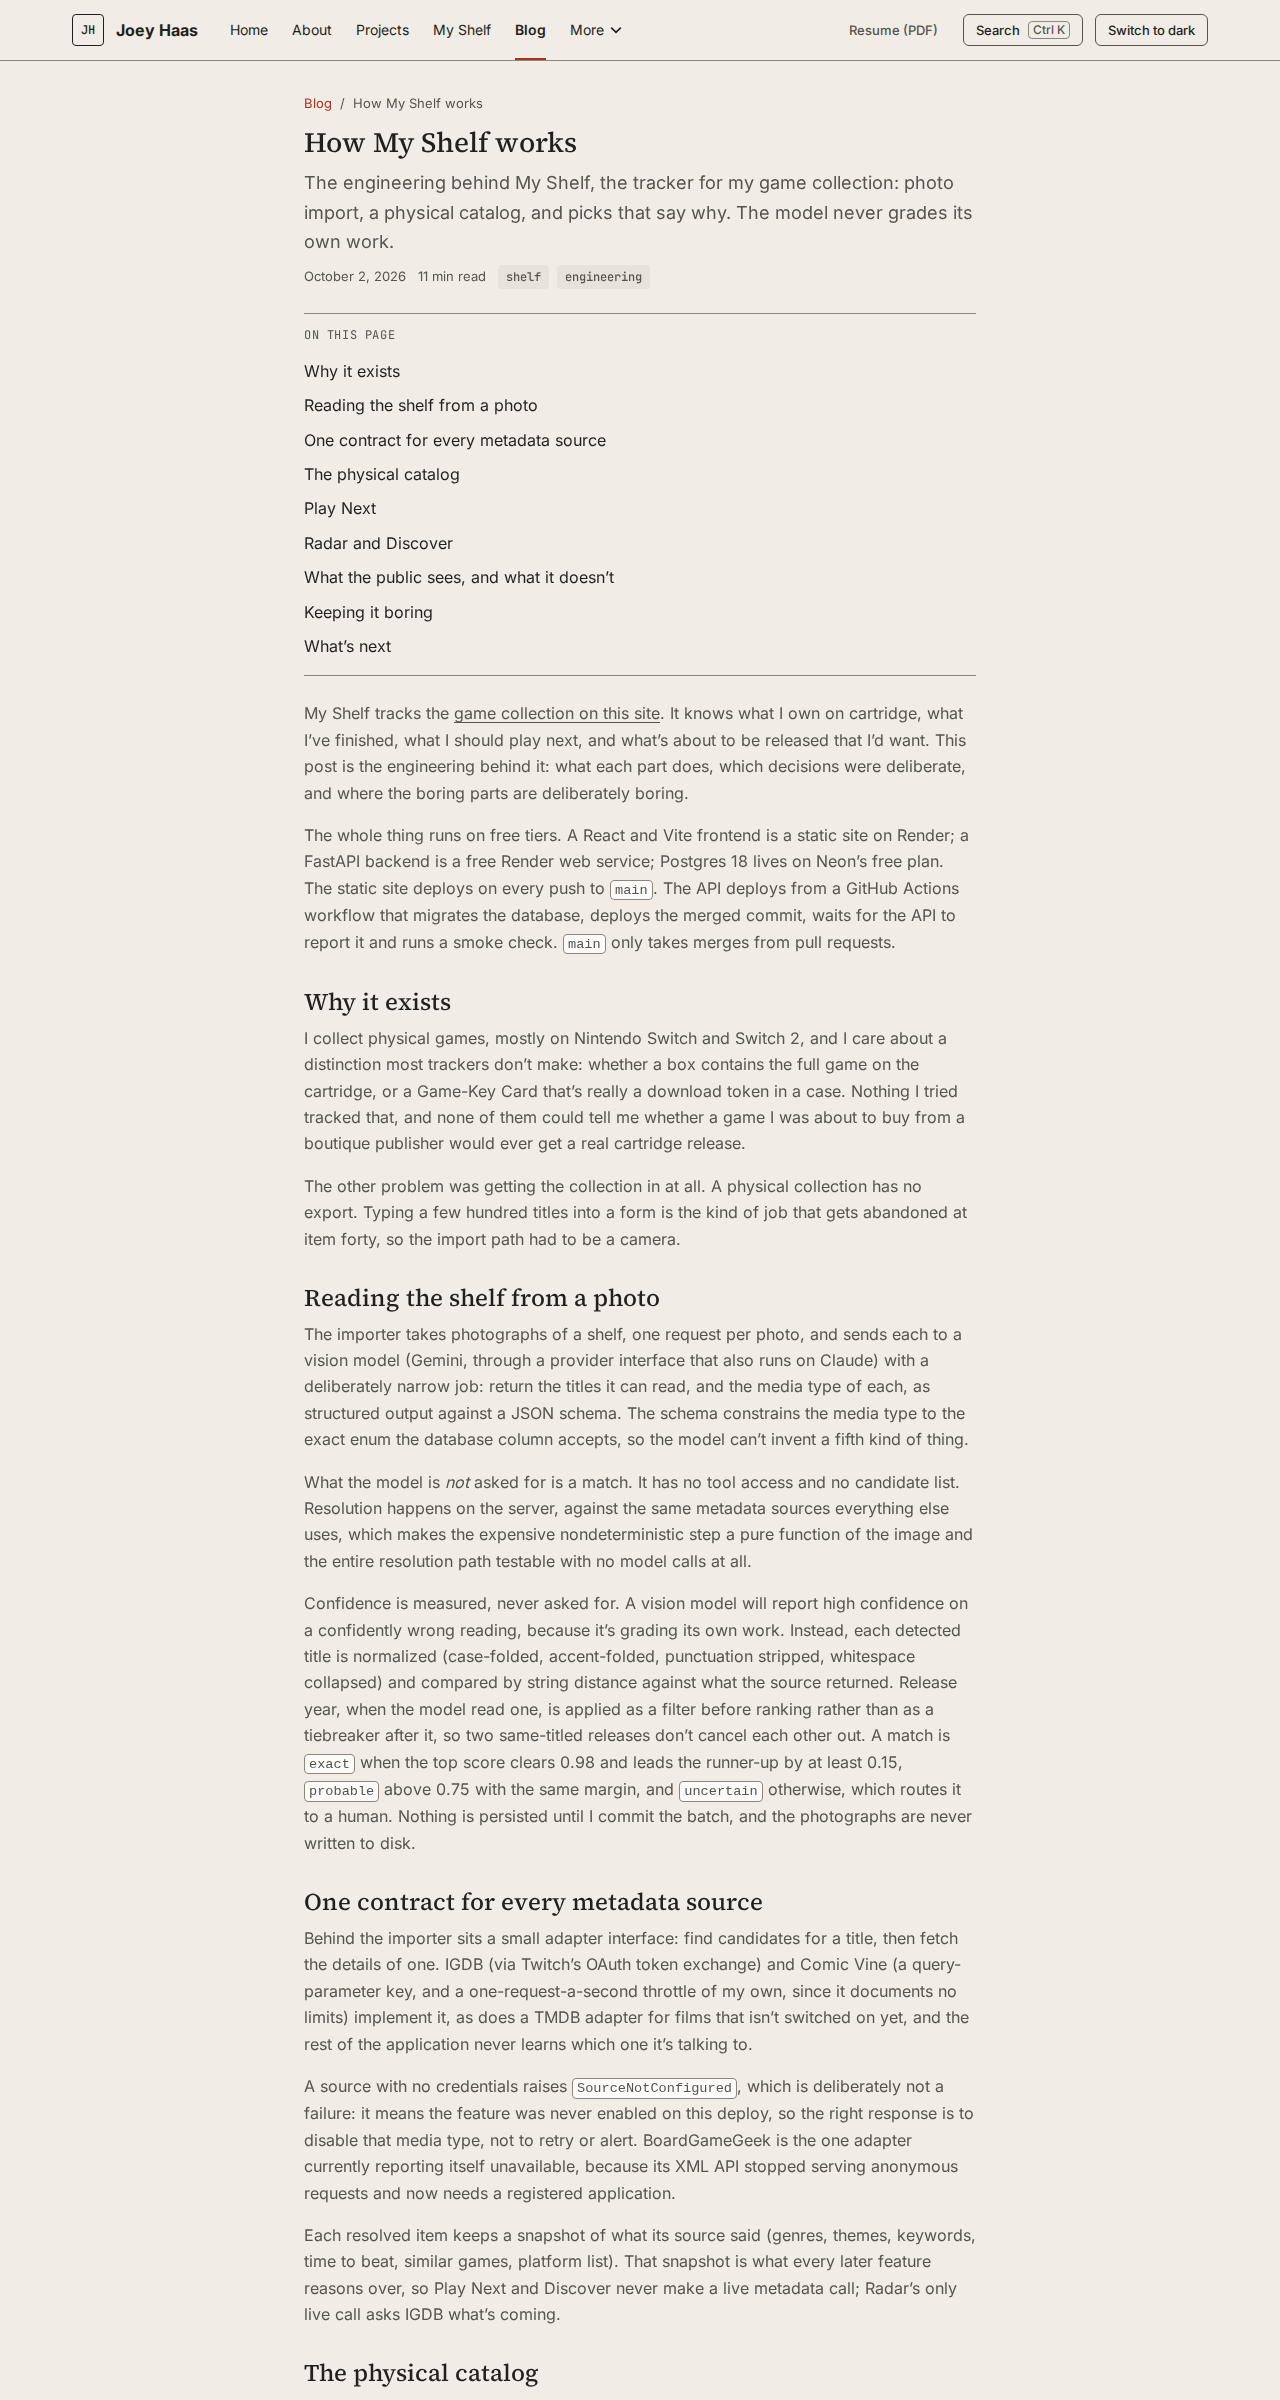 JH Joey Haas Home About Projects My Shelf Blog More Resume (PDF) Search Ctrl K Switch to dark
Blog / How My Shelf works
How My Shelf works
The engineering behind My Shelf, the tracker for my game collection: photo
import, a physical catalog, and picks that say why. The model never grades its
own work.
October 2, 2026 11 min read shelf engineering
ON THIS PAGE
Why it exists
Reading the shelf from a photo
One contract for every metadata source
The physical catalog
Play Next
Radar and Discover
What the public sees, and what it doesn’t
Keeping it boring
What’s next
My Shelf tracks the game collection on this site. It knows what I own on cartridge, what
I’ve finished, what I should play next, and what’s about to be released that I’d want. This
post is the engineering behind it: what each part does, which decisions were deliberate,
and where the boring parts are deliberately boring.
The whole thing runs on free tiers. A React and Vite frontend is a static site on Render; a
FastAPI backend is a free Render web service; Postgres 18 lives on Neon’s free plan.
The static site deploys on every push to main. The API deploys from a GitHub Actions
workflow that migrates the database, deploys the merged commit, waits for the API to
report it and runs a smoke check. main only takes merges from pull requests.
Why it exists
I collect physical games, mostly on Nintendo Switch and Switch 2, and I care about a
distinction most trackers don’t make: whether a box contains the full game on the
cartridge, or a Game-Key Card that’s really a download token in a case. Nothing I tried
tracked that, and none of them could tell me whether a game I was about to buy from a
boutique publisher would ever get a real cartridge release.
The other problem was getting the collection in at all. A physical collection has no
export. Typing a few hundred titles into a form is the kind of job that gets abandoned at
item forty, so the import path had to be a camera.
Reading the shelf from a photo
The importer takes photographs of a shelf, one request per photo, and sends each to a
vision model (Gemini, through a provider interface that also runs on Claude) with a
deliberately narrow job: return the titles it can read, and the media type of each, as
structured output against a JSON schema. The schema constrains the media type to the
exact enum the database column accepts, so the model can’t invent a fifth kind of thing.
What the model is not asked for is a match. It has no tool access and no candidate list.
Resolution happens on the server, against the same metadata sources everything else
uses, which makes the expensive nondeterministic step a pure function of the image and
the entire resolution path testable with no model calls at all.
Confidence is measured, never asked for. A vision model will report high confidence on
a confidently wrong reading, because it’s grading its own work. Instead, each detected
title is normalized (case-folded, accent-folded, punctuation stripped, whitespace
collapsed) and compared by string distance against what the source returned. Release
year, when the model read one, is applied as a filter before ranking rather than as a
tiebreaker after it, so two same-titled releases don’t cancel each other out. A match is
exact when the top score clears 0.98 and leads the runner-up by at least 0.15,
probable above 0.75 with the same margin, and uncertain otherwise, which routes it
to a human. Nothing is persisted until I commit the batch, and the photographs are never
written to disk.
One contract for every metadata source
Behind the importer sits a small adapter interface: find candidates for a title, then fetch
the details of one. IGDB (via Twitch’s OAuth token exchange) and Comic Vine (a query-
parameter key, and a one-request-a-second throttle of my own, since it documents no
limits) implement it, as does a TMDB adapter for films that isn’t switched on yet, and the
rest of the application never learns which one it’s talking to.
A source with no credentials raises SourceNotConfigured, which is deliberately not a
failure: it means the feature was never enabled on this deploy, so the right response is to
disable that media type, not to retry or alert. BoardGameGeek is the one adapter
currently reporting itself unavailable, because its XML API stopped serving anonymous
requests and now needs a registered application.
Each resolved item keeps a snapshot of what its source said (genres, themes, keywords,
time to beat, similar games, platform list). That snapshot is what every later feature
reasons over, so Play Next and Discover never make a live metadata call; Radar’s only
live call asks IGDB what’s coming.
The physical catalog